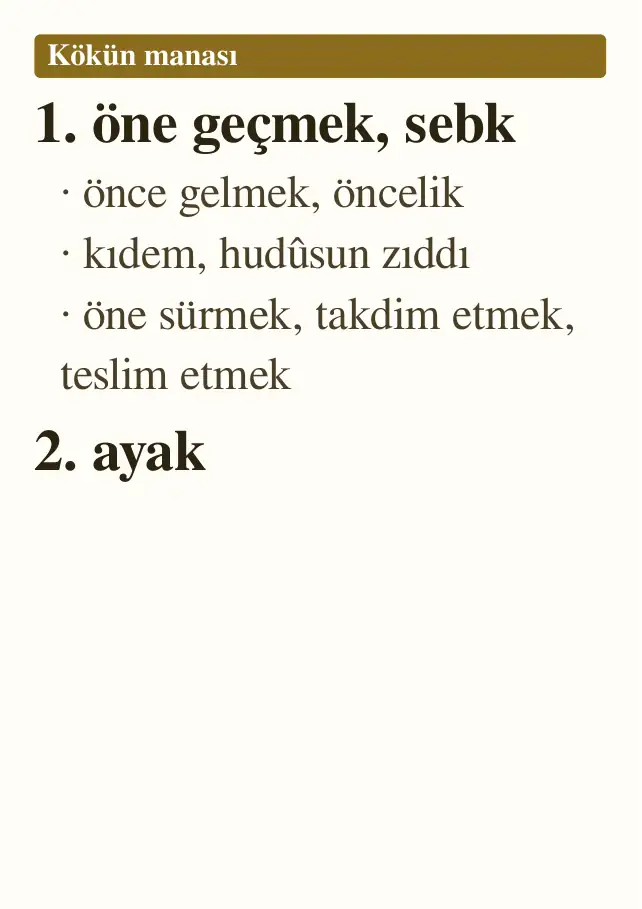 Kökün manası
1. öne geçmek, sebk
· önce gelmek, öncelik
· kıdem, hudûsun zıddı
· öne sürmek, takdim etmek,
teslim etmek
2. ayak